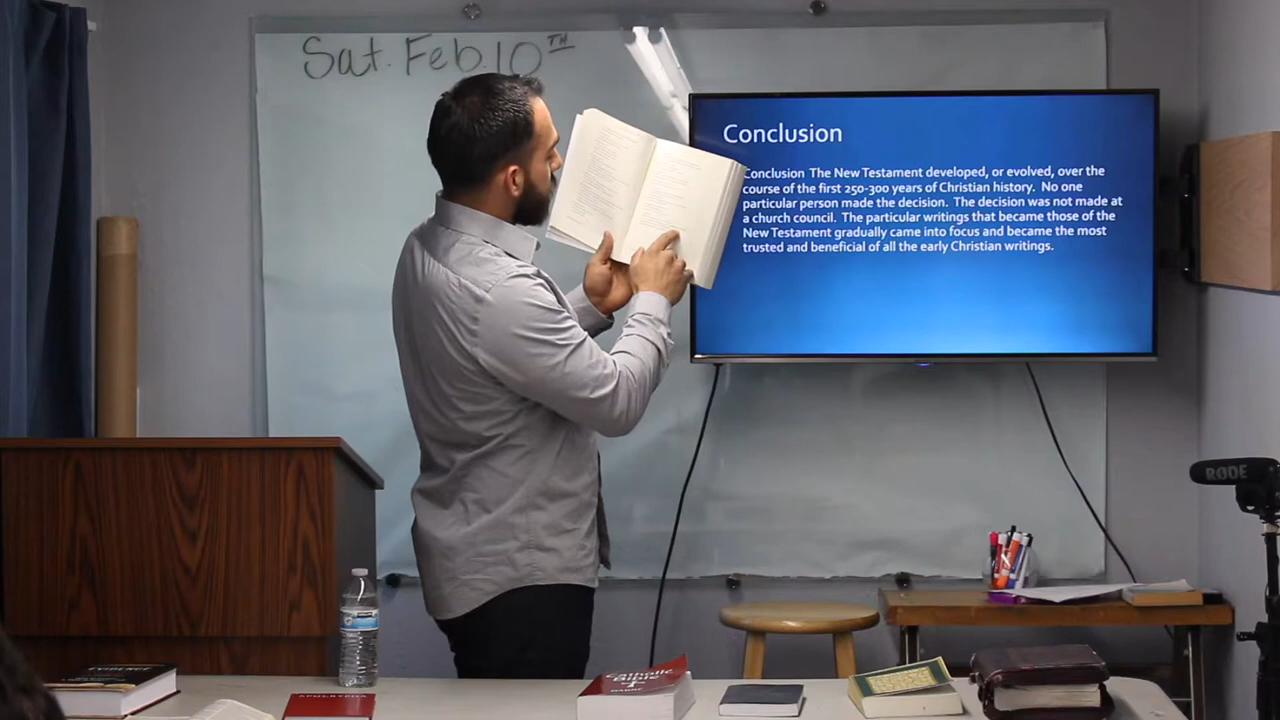 Sat. Feb. 10TH
Conclusion
Conclusion The New Testament developed, or evolved, over the
course of the first 250-300 years of Christian history. No one
particular person made the decision. The decision was not made at
a church council. The particular writings that became those of the
New Testament gradually came into focus and became the most
trusted and beneficial of all the early Christian writings.
RØDE
EVIDENCE
APOCRYPHA
Catholic
Bible